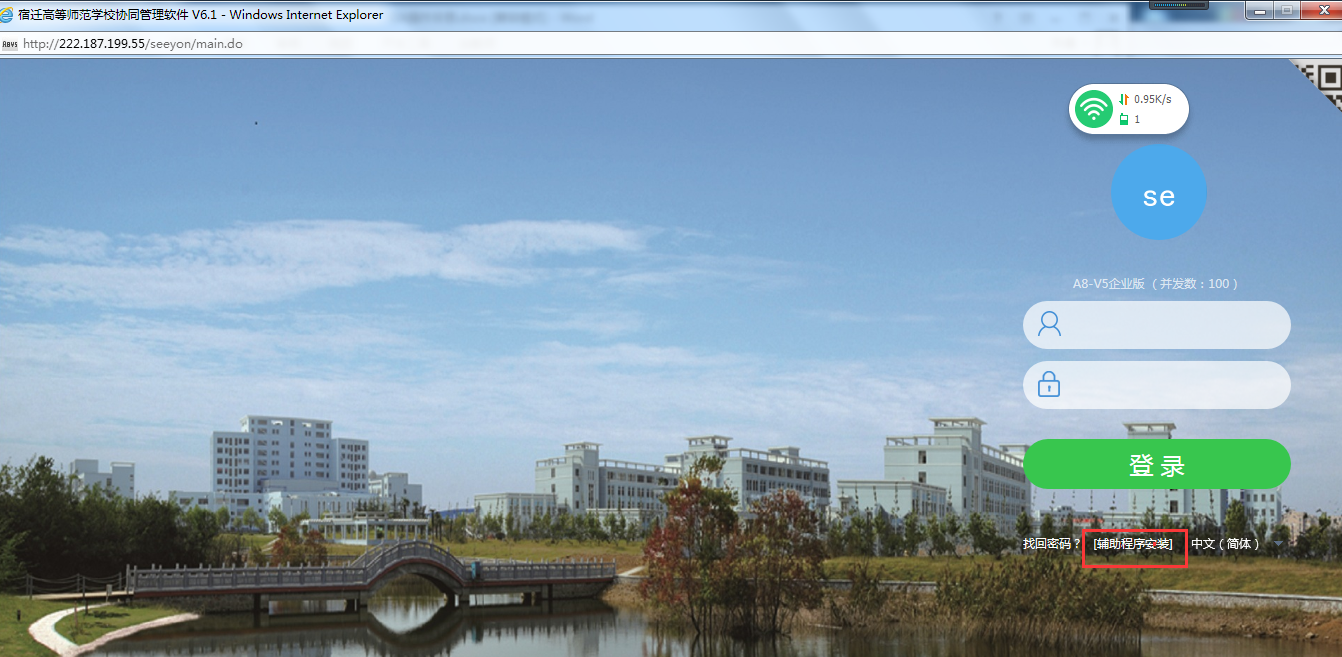 宿迁高等师范学校协同管理软件 V6.1 - Windows Internet Explorer
http://222.187.199.55/seeyon/main.do
0.95K/s
1
se
A8-V5企业版（并发数：100）
登 录
找回密码？ [辅助程序安装] 中文（简体）